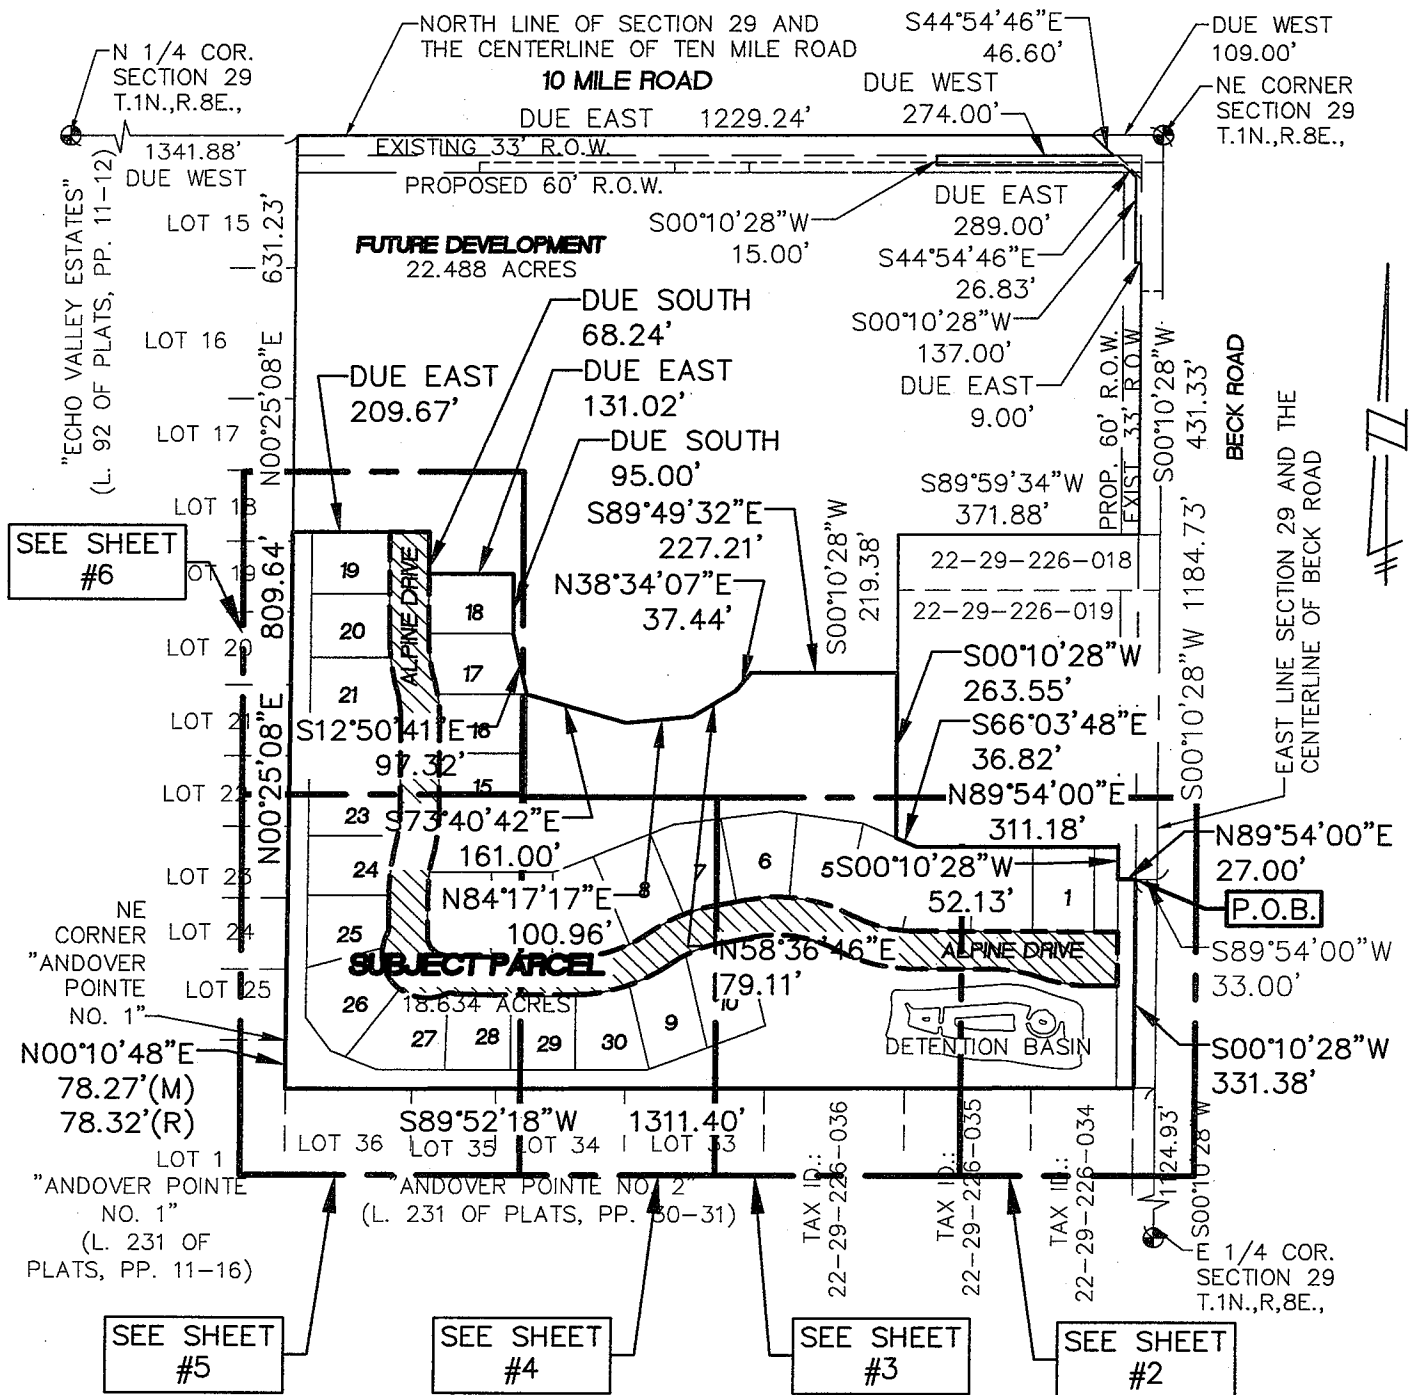 NORTH LINE OF SECTION 29 AND
THE CENTERLINE OF TEN MILE ROAD
10 MILE ROAD
N 1/4 COR.
SECTION 29
T.1N.,R.8E.,
S44°54'46"E
46.60'
DUE WEST
109.00'
DUE WEST
274.00'
NE CORNER
SECTION 29
T.1N.,R.8E.,
DUE EAST 1229.24'
EXISTING 33' R.O.W.
PROPOSED 60' R.O.W.
1341.88'
DUE WEST
"ECHO VALLEY ESTATES"
(L. 92 OF PLATS, PP. 11-12)
LOT 15
631.23'
N00°25'08"E
FUTURE DEVELOPMENT
22.488 ACRES
S00°10'28"W
15.00'
DUE EAST
289.00'
S44°54'46"E
26.83'
S00°10'28"W
137.00'
DUE EAST
9.00'
PROP. 60' R.O.W.
EXIST 33' R.O.W
S00°10'28"W
431.33'
BECK ROAD
LOT 16
DUE SOUTH
68.24'
DUE EAST
209.67'
DUE EAST
131.02'
LOT 17
DUE SOUTH
95.00'
S89°49'32"E
227.21'
N38°34'07"E
37.44'
S00°10'28"W
219.38'
S89°59'34"W
371.88'
22-29-226-018
22-29-226-019
S00°10'28"W 1184.73'
EAST LINE SECTION 29 AND THE
CENTERLINE OF BECK ROAD
LOT 18
SEE SHEET
#6
LOT 19
LOT 20
LOT 21
LOT 22
LOT 23
LOT 24
LOT 25
809.64'
N00°25'08"E
19
20
21
23
24
25
26
27
28
29
30
9
10
18
17
16
15
ALPINE DRIVE
S12°50'41"E
97.32'
S73°40'42"E
161.00'
N84°17'17"E
100.96'
N58°36'46"E
79.11'
8
7
6
5
1
S00°10'28"W
263.55'
S66°03'48"E
36.82'
N89°54'00"E
311.18'
S00°10'28"W
52.13'
N89°54'00"E
27.00'
P.O.B.
S89°54'00"W
33.00'
ALPINE DRIVE
SUBJECT PARCEL
18.634 ACRES
DETENTION BASIN
S00°10'28"W
331.38'
NE
CORNER
"ANDOVER
POINTE
NO. 1"
N00°10'48"E
78.27'(M)
78.32'(R)
S89°52'18"W 1311.40'
LOT 36
LOT 35
LOT 34
LOT 33
LOT 1
"ANDOVER POINTE
NO. 1"
(L. 231 OF
PLATS, PP. 11-16)
"ANDOVER POINTE NO. 2"
(L. 231 OF PLATS, PP. 30-31)
TAX ID.:
22-29-226-036
TAX ID.:
22-29-226-035
TAX ID.:
22-29-226-034
1124.93'
S00°10'28"W
E 1/4 COR.
SECTION 29
T.1N.,R,8E.,
SEE SHEET
#5
SEE SHEET
#4
SEE SHEET
#3
SEE SHEET
#2